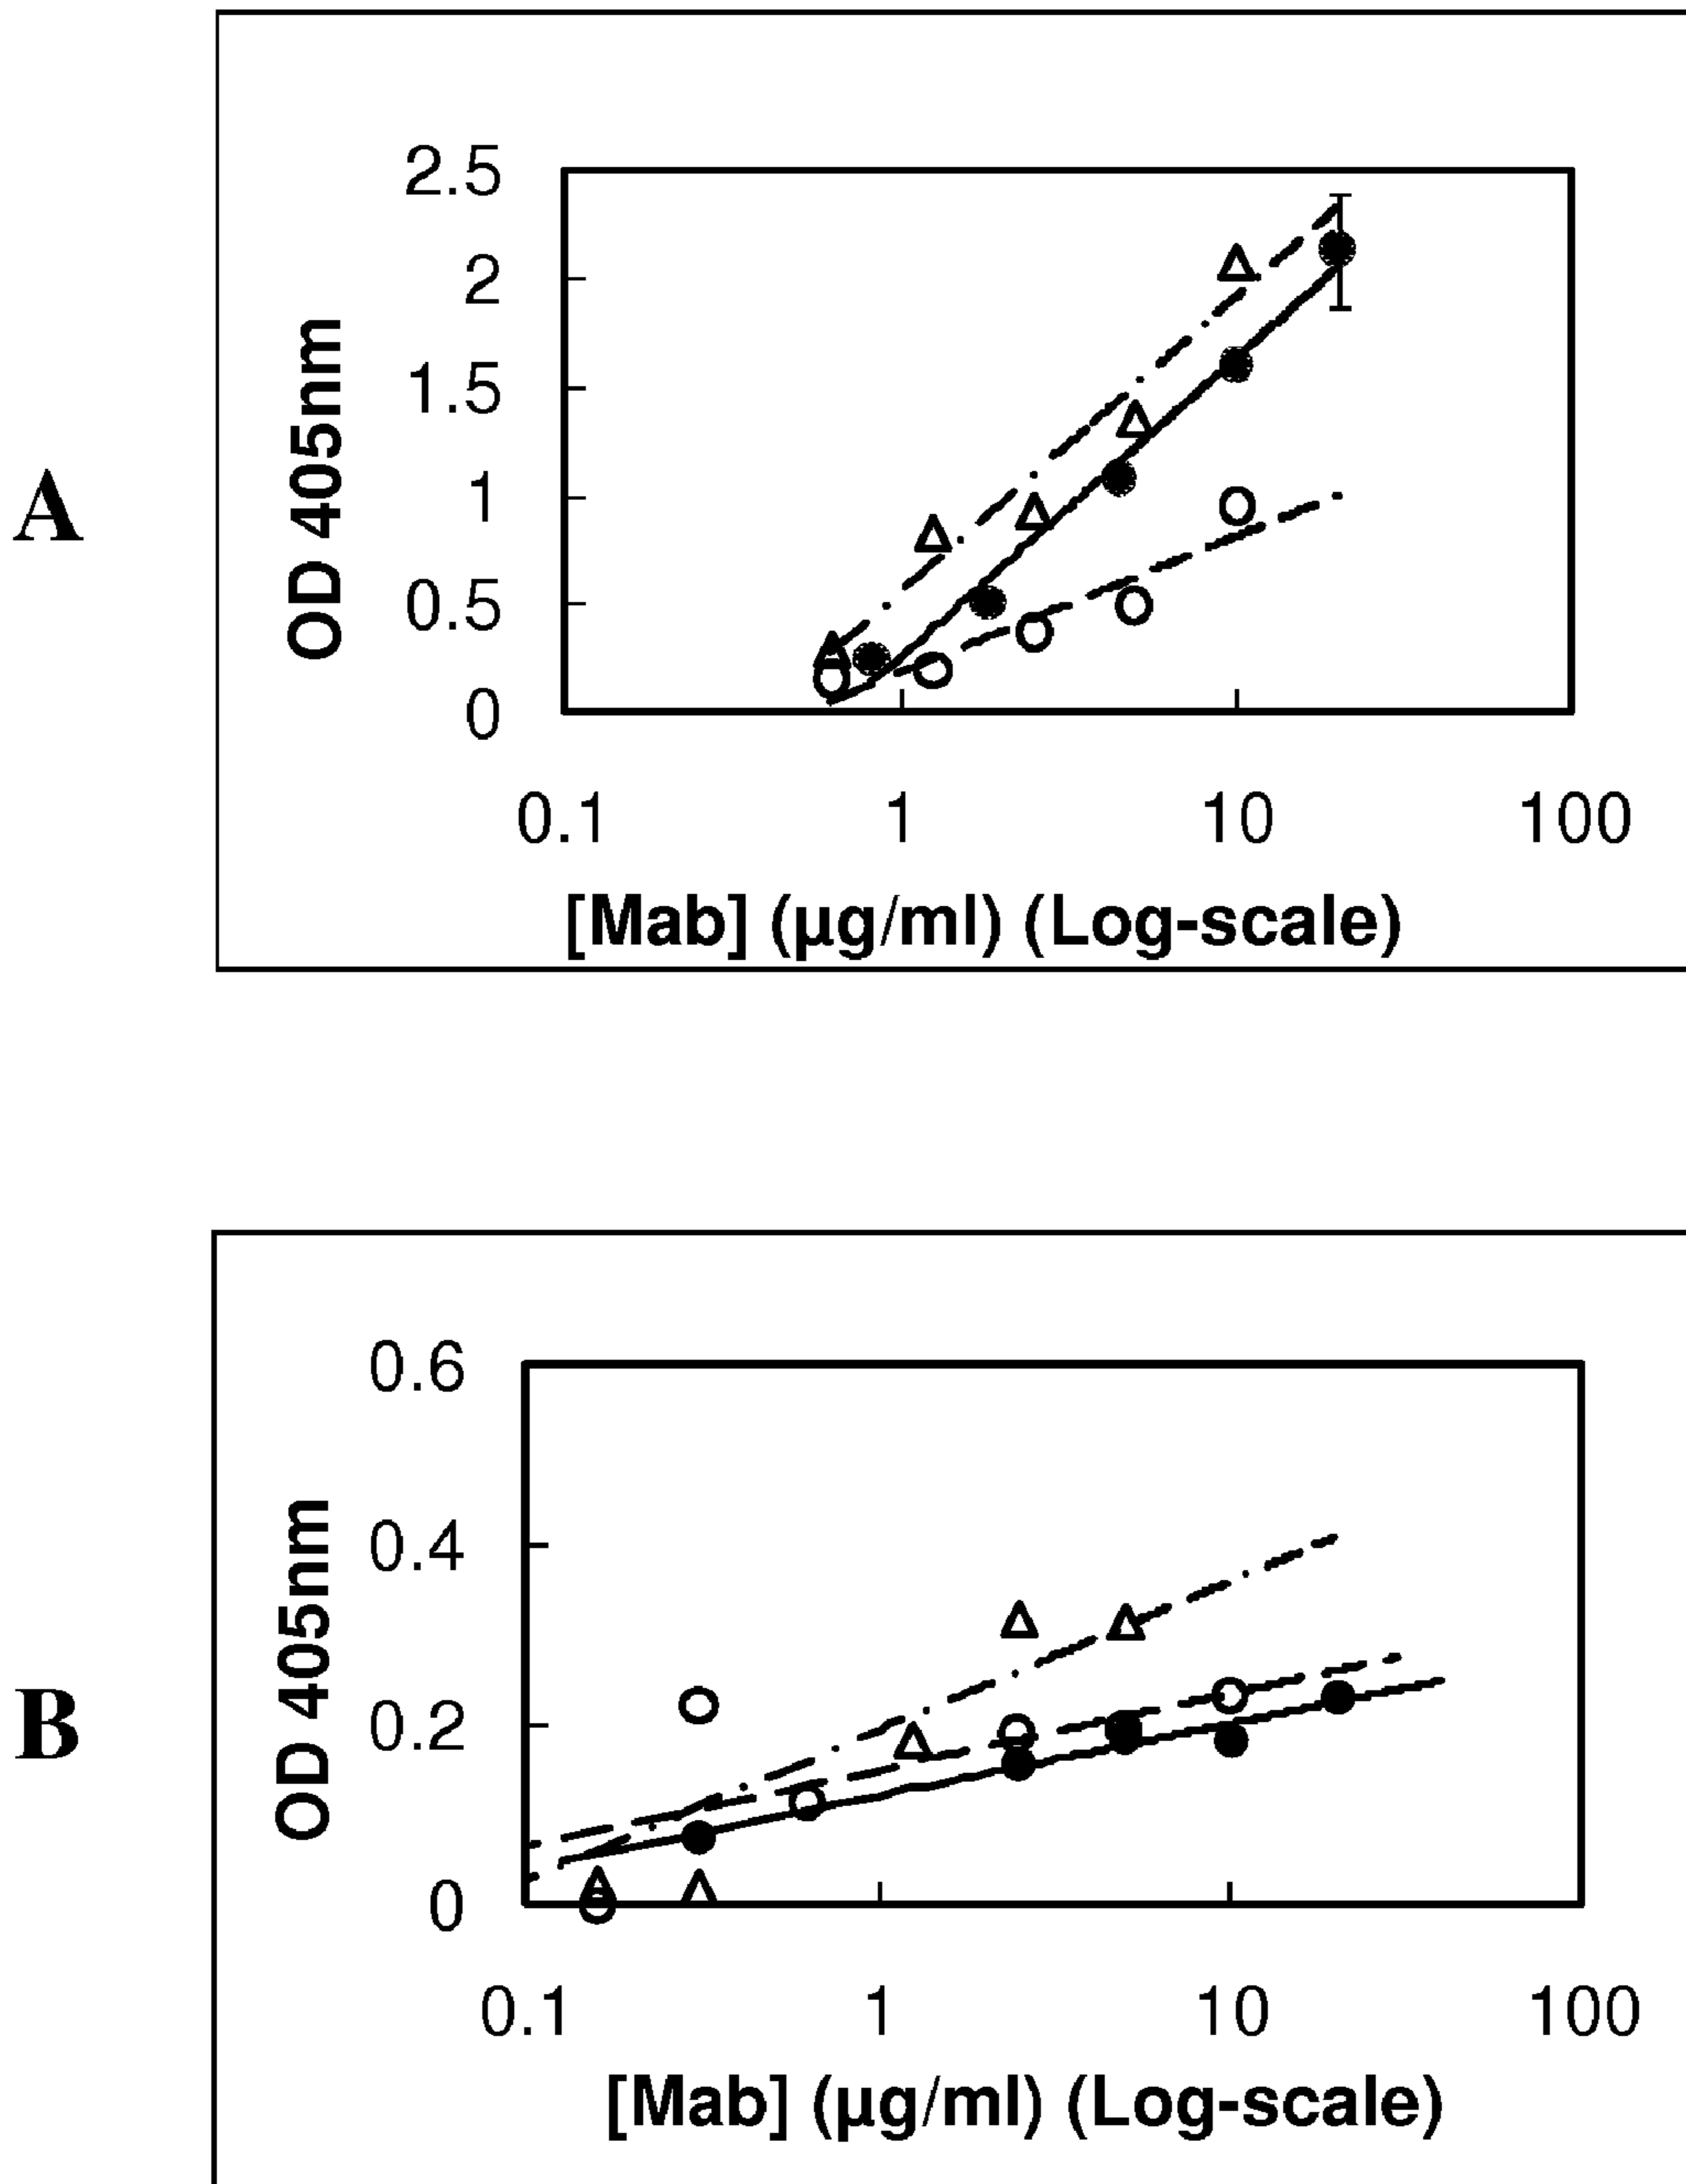 A
OD 405nm
2.5
2
1.5
1
0.5
0
0.1 1 10 100
[Mab] (µg/ml) (Log-scale)
B
OD 405nm
0.6
0.4
0.2
0
0.1 1 10 100
[Mab] (µg/ml) (Log-scale)